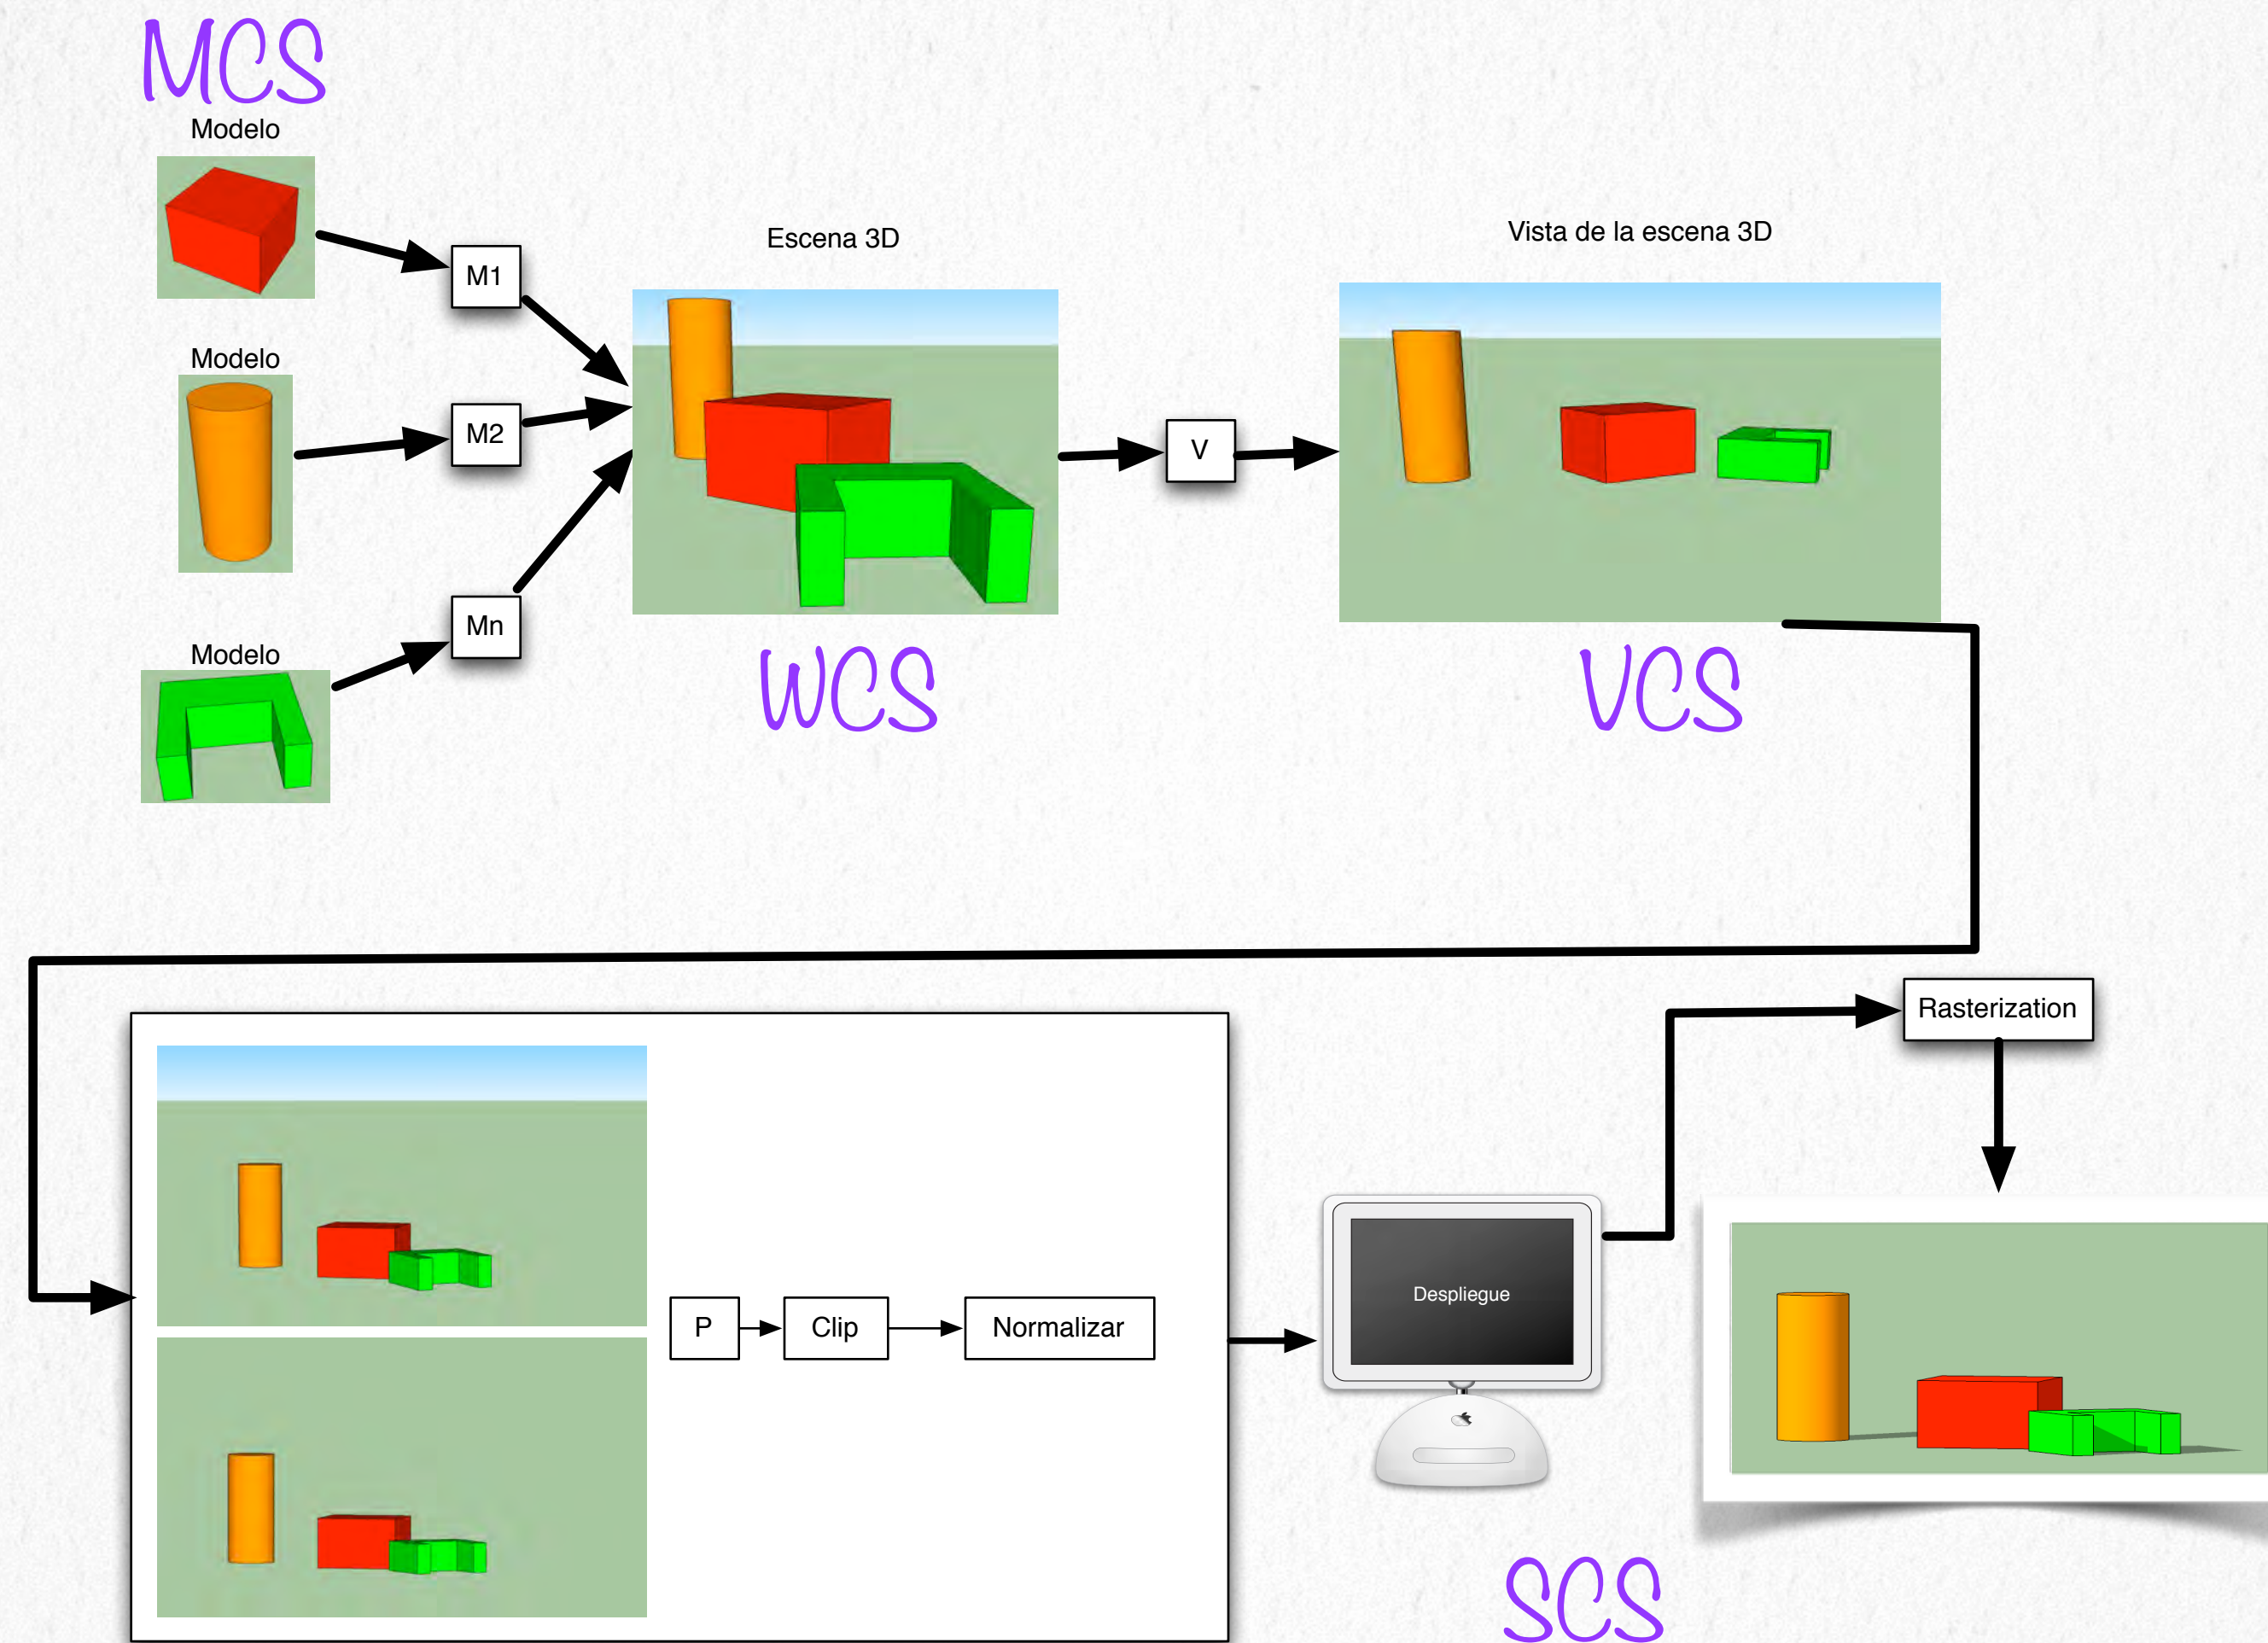 MCS
Modelo
M1
Escena 3D
Vista de la escena 3D
Modelo
M2
V
Mn
Modelo
WCS
VCS
Rasterization
P
Clip
Normalizar
Despliegue
SCS